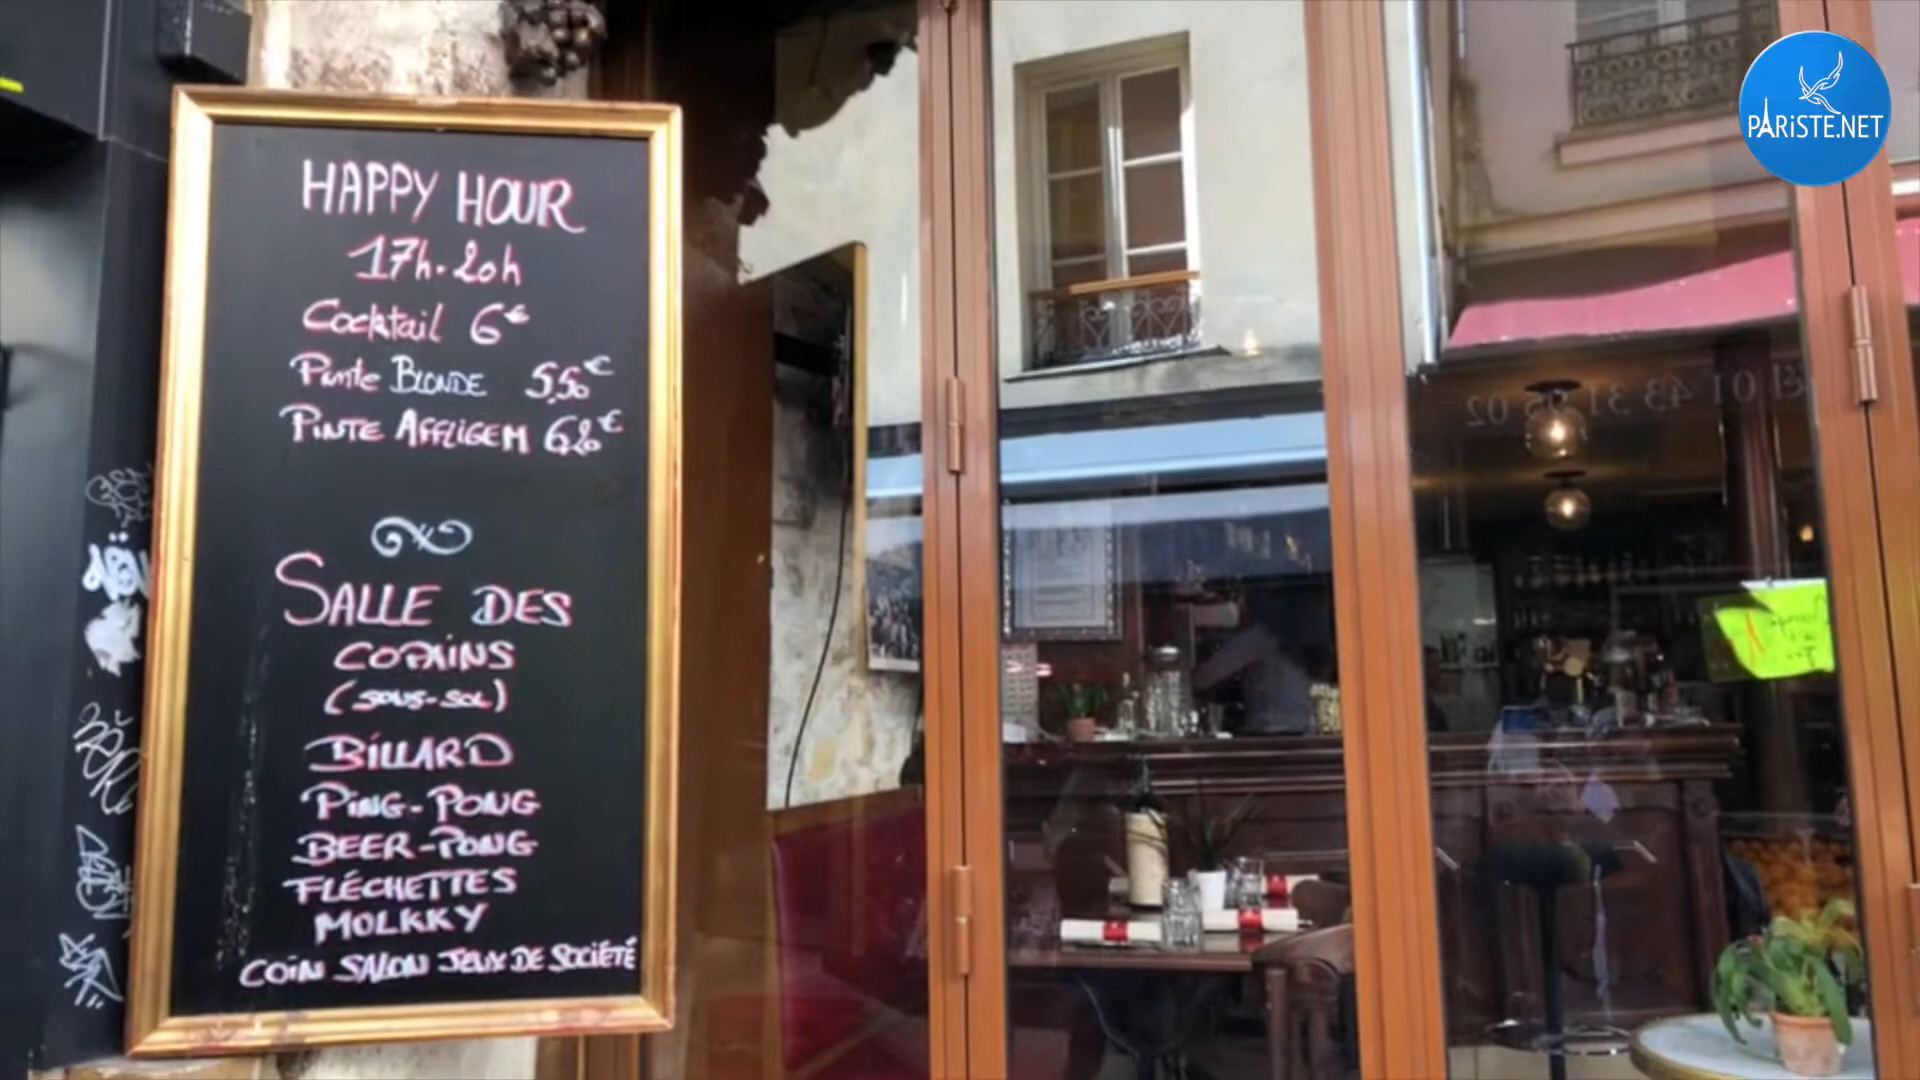 HAPPY HOUR
17h-20h
Cocktail 6€
Pinte BLONDE 5,50€
PINTE AFFLIGEM 6,20€
SALLE DES
COPAINS
(SOUS-SOL)
BILLARD
PING-PONG
BEER-PONG
FLÉCHETTES
MOLKKY
COIN SALON JEUX DE SOCIÉTÉ
PARiSTE.NET